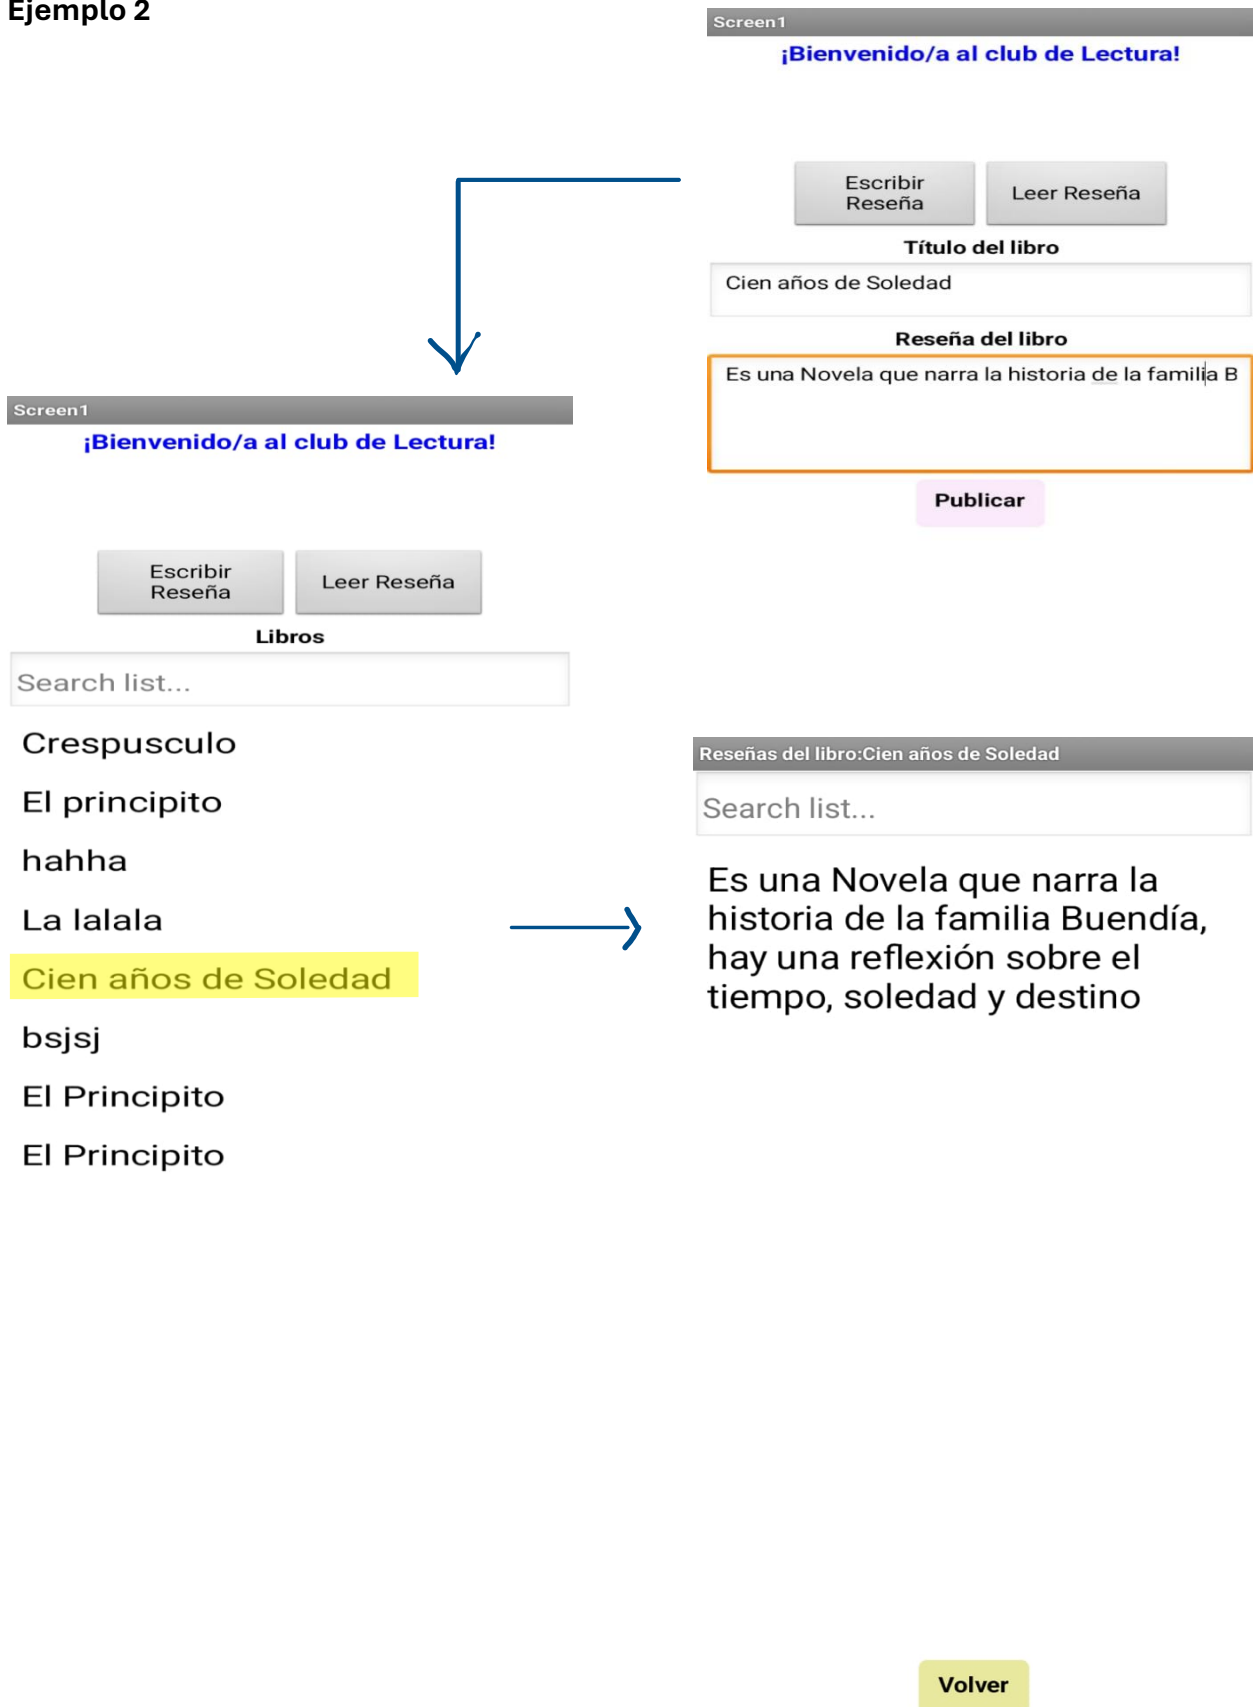 Ejemplo 2
Screen1
¡Bienvenido/a al club de Lectura!
Escribir
Reseña
Leer Reseña
Título del libro
Cien años de Soledad
Reseña del libro
Es una Novela que narra la historia de la familia B
Publicar
Screen1
¡Bienvenido/a al club de Lectura!
Escribir
Reseña
Leer Reseña
Libros
Search list...
Crespusculo
El principito
hahha
La lalala
Cien años de Soledad
bsjsj
El Principito
El Principito
Reseñas del libro:Cien años de Soledad
Search list...
Es una Novela que narra la
historia de la familia Buendía,
hay una reflexión sobre el
tiempo, soledad y destino
Volver